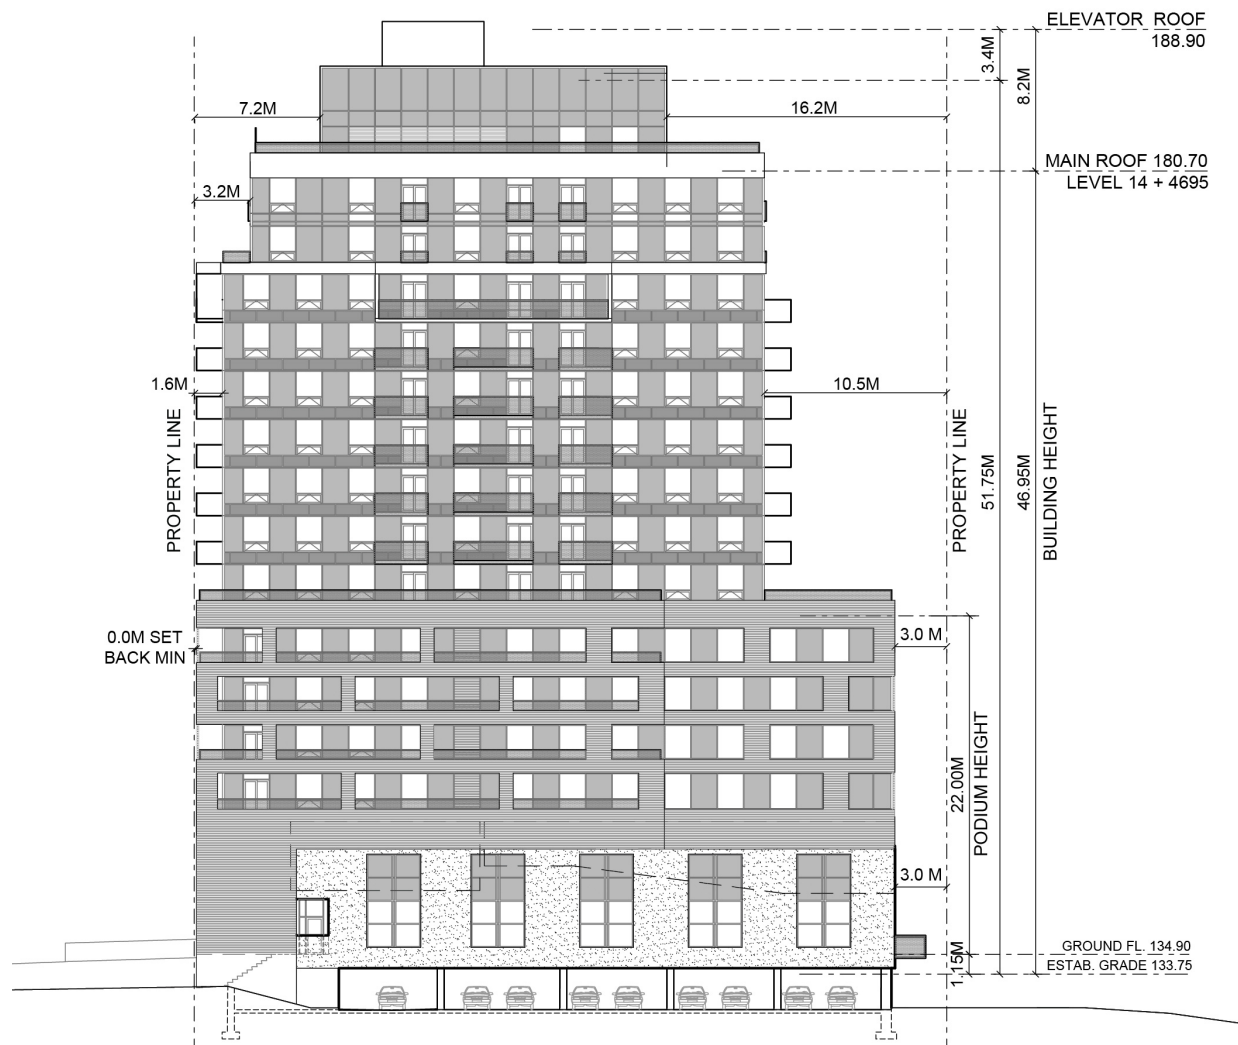 ELEVATOR ROOF
188.90
3.4M
8.2M
7.2M
16.2M
MAIN ROOF 180.70
LEVEL 14 + 4695
3.2M
1.6M
10.5M
PROPERTY LINE
PROPERTY LINE
51.75M
46.95M
BUILDING HEIGHT
0.0M SET
BACK MIN
3.0 M
22.00M
PODIUM HEIGHT
3.0 M
1.15M
GROUND FL. 134.90
ESTAB. GRADE 133.75